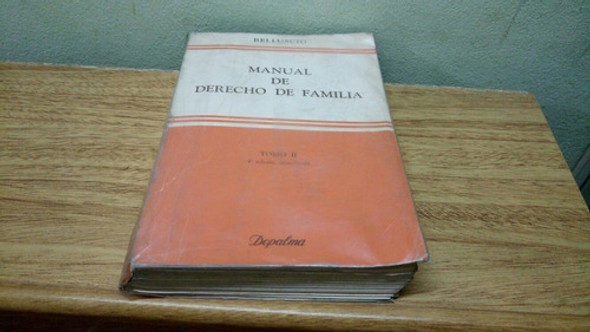 BELLUSCIO
MANUAL
DE
DERECHO DE FAMILIA
TOMO II
Depalma